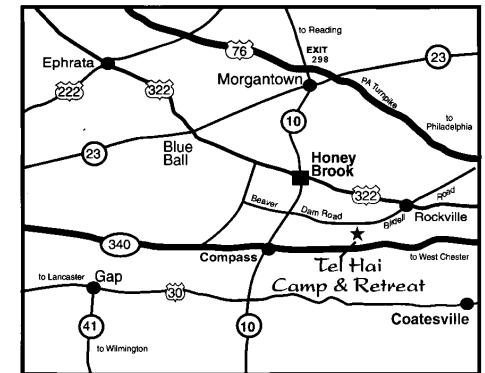 to Reading
76
EXIT
298
23
Ephrata
Morgantown
222
322
PA Turnpike
10
to
Philadelphia
23
Blue
Ball
Honey
Brook
322
Beaver
Dam Road
Bildell
Road
Rockville
340
Compass
to West Chester
Tel Hai
Camp & Retreat
to Lancaster
Gap
30
Coatesville
41
10
to Wilmington